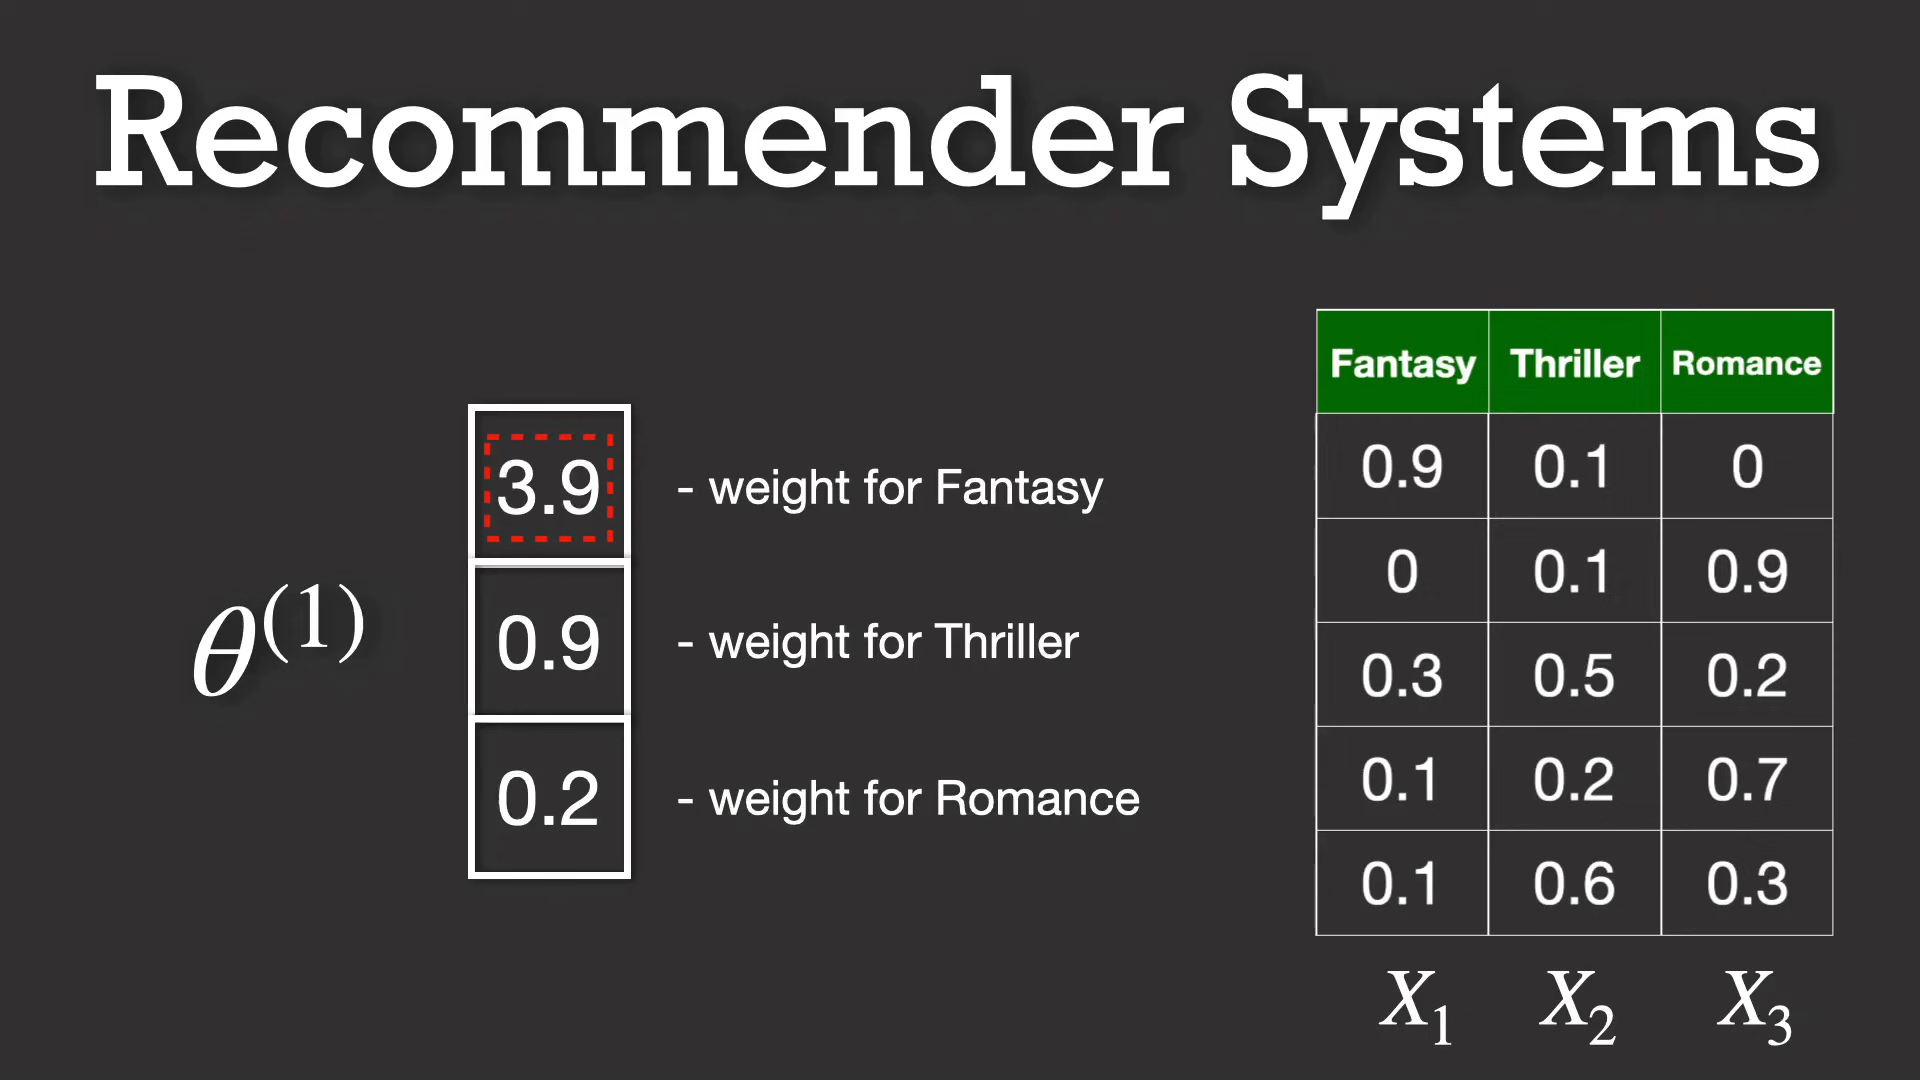 Recommender Systems
θ(1)
3.9 - weight for Fantasy
0.9 - weight for Thriller
0.2 - weight for Romance
Fantasy Thriller Romance
0.9 0.1 0
0 0.1 0.9
0.3 0.5 0.2
0.1 0.2 0.7
0.1 0.6 0.3
X1 X2 X3